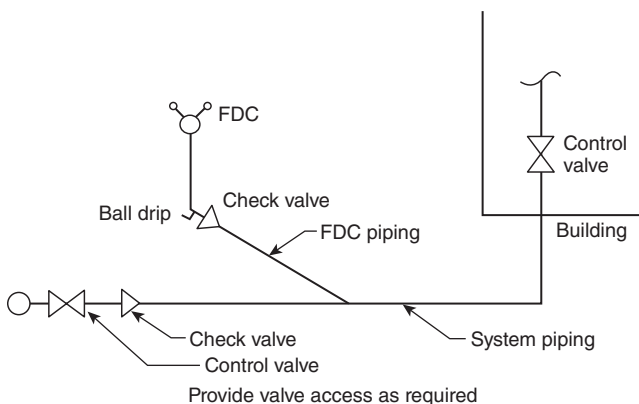 FDC
Control
valve
Check valve
Ball drip
FDC piping
Building
Check valve
System piping
Control valve
Provide valve access as required